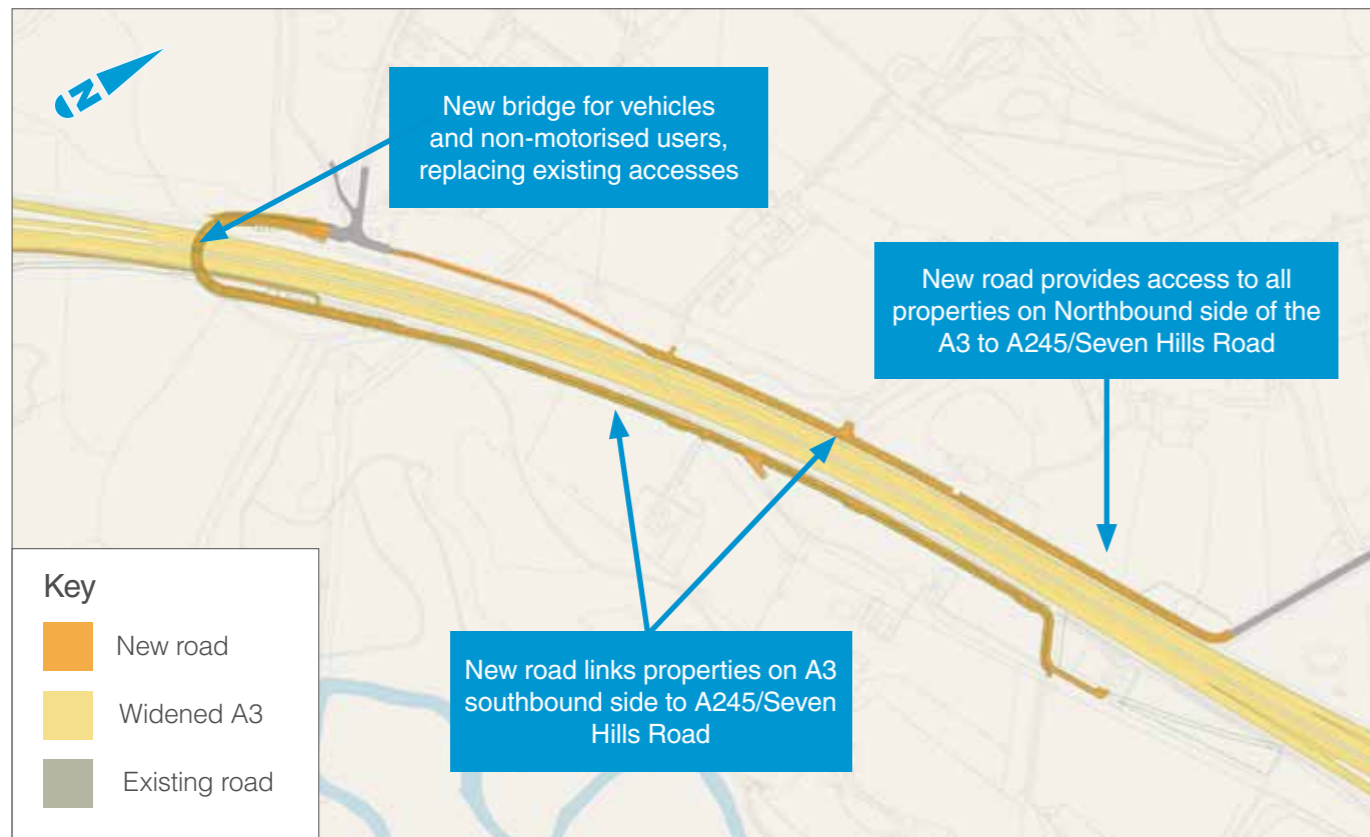 N
New bridge for vehicles
and non-motorised users,
replacing existing accesses
New road provides access to all
properties on Northbound side of the
A3 to A245/Seven Hills Road
New road links properties on A3
southbound side to A245/Seven
Hills Road
Key
New road
Widened A3
Existing road